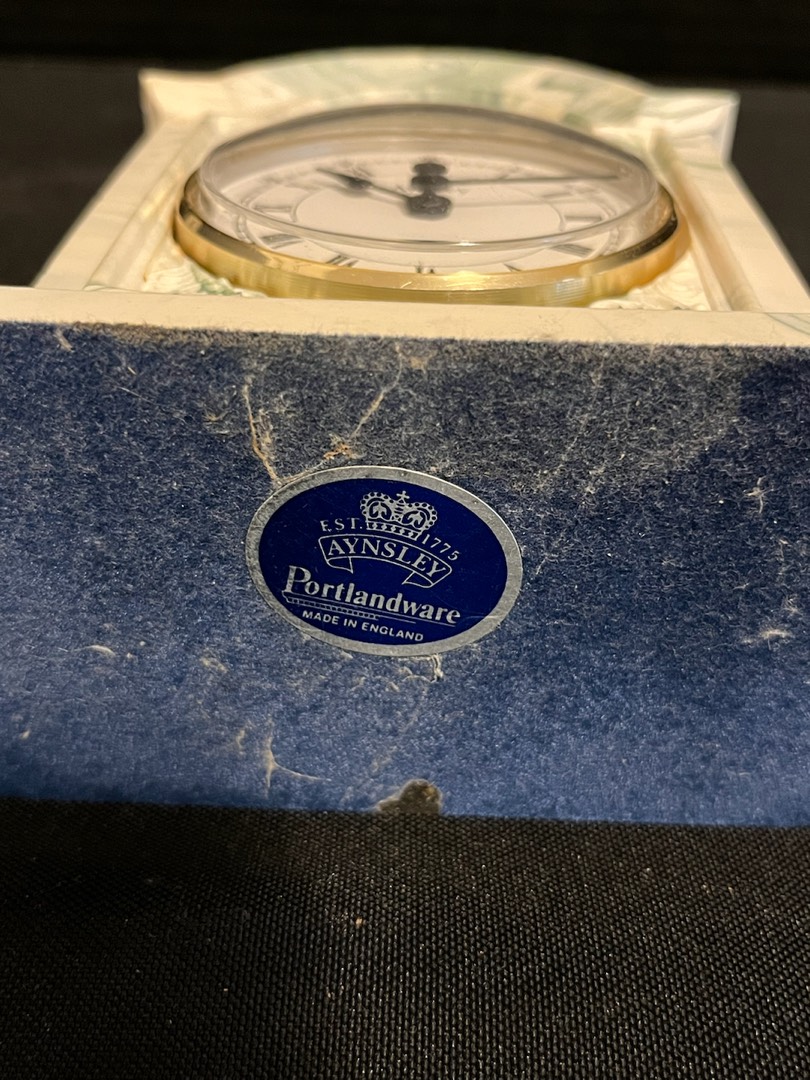 EST. 1775
AYNSLEY
Portlandware
MADE IN ENGLAND